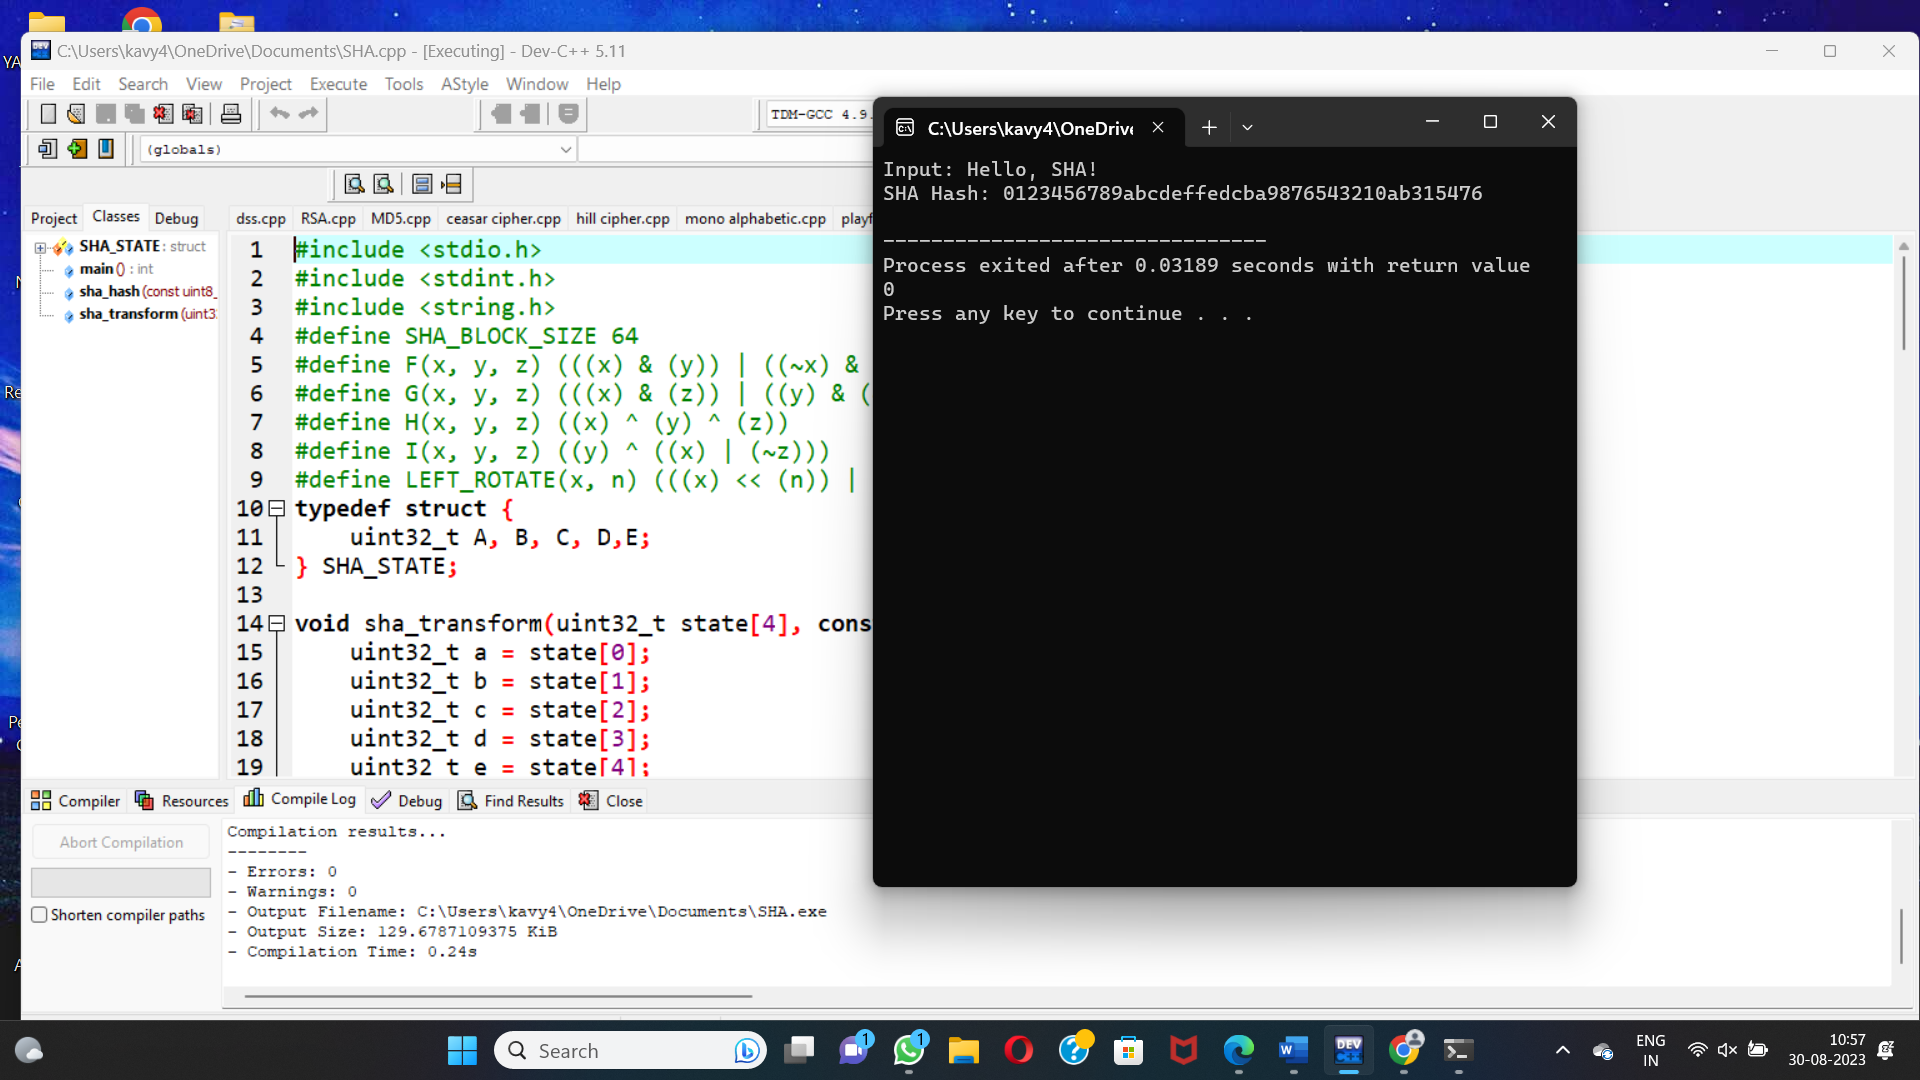 C:\Users\kavy4\OneDrive\Documents\SHA.cpp - [Executing] - Dev-C++ 5.11
File Edit Search View Project Execute Tools AStyle Window Help
TDM-GCC 4.9.
(globals)
Project Classes Debug
dss.cpp RSA.cpp MD5.cpp ceasar cipher.cpp hill cipher.cpp mono alphabetic.cpp playf
SHA_STATE : struct
main () : int
sha_hash (const uint8_
sha_transform (uint3
1 #include <stdio.h>
2 #include <stdint.h>
3 #include <string.h>
4 #define SHA_BLOCK_SIZE 64
5 #define F(x, y, z) (((x) & (y)) | ((~x) &
6 #define G(x, y, z) (((x) & (z)) | ((y) & (
7 #define H(x, y, z) ((x) ^ (y) ^ (z))
8 #define I(x, y, z) ((y) ^ ((x) | (~z)))
9 #define LEFT_ROTATE(x, n) (((x) << (n)) |
10 typedef struct {
11 uint32_t A, B, C, D,E;
12 } SHA_STATE;
13
14 void sha_transform(uint32_t state[4], cons
15 uint32_t a = state[0];
16 uint32_t b = state[1];
17 uint32_t c = state[2];
18 uint32_t d = state[3];
19 uint32_t e = state[4];
C:\Users\kavy4\OneDrive
Input: Hello, SHA!
SHA Hash: 0123456789abcdeffedcba9876543210ab315476
--------------------------------
Process exited after 0.03189 seconds with return value
0
Press any key to continue . . .
Compiler Resources Compile Log Debug Find Results Close
Abort Compilation
Shorten compiler paths
Compilation results...
--------
- Errors: 0
- Warnings: 0
- Output Filename: C:\Users\kavy4\OneDrive\Documents\SHA.exe
- Output Size: 129.6787109375 KiB
- Compilation Time: 0.24s
Search
1
1
DEV C++
ENG
IN
10:57
30-08-2023